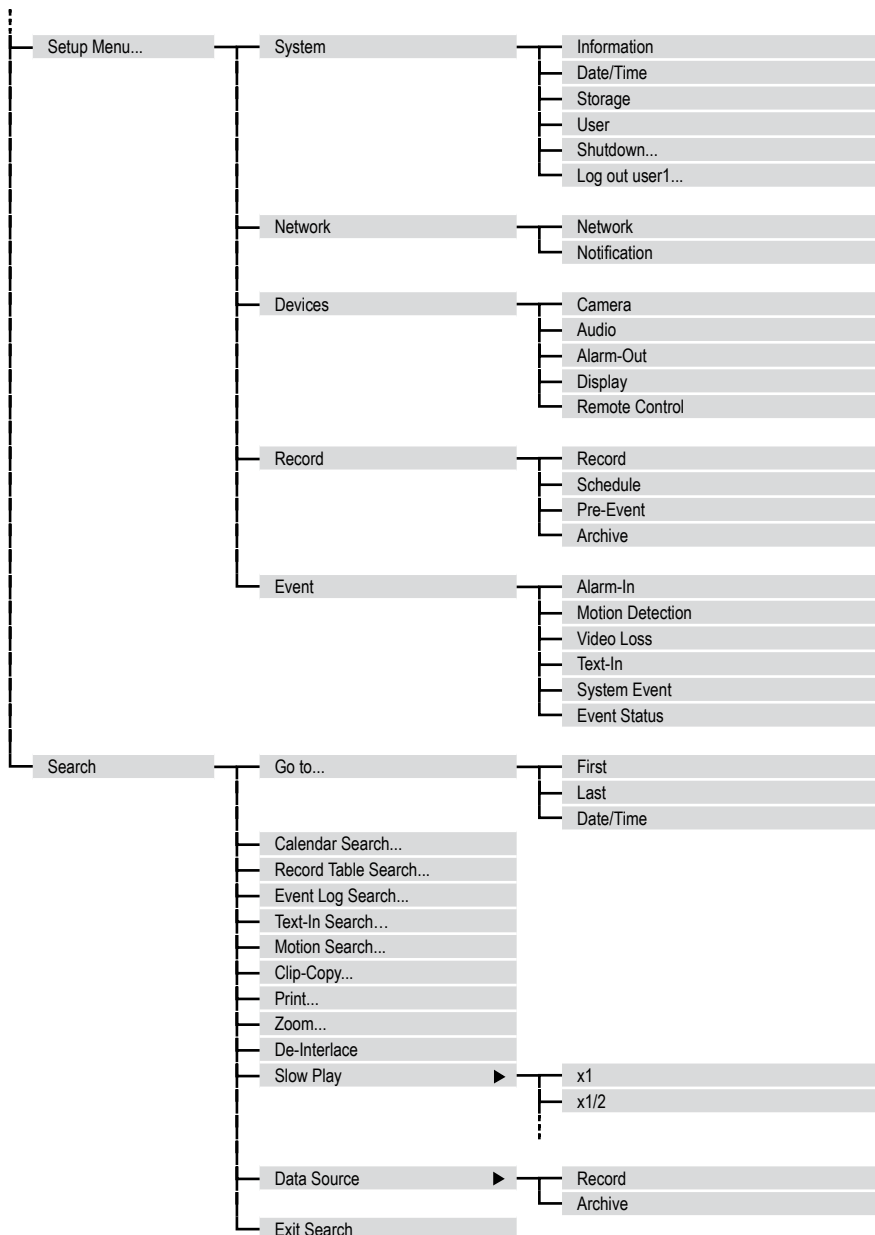 Setup Menu... System Information
Date/Time
Storage
User
Shutdown...
Log out user1...
Network Network
Notification
Devices Camera
Audio
Alarm-Out
Display
Remote Control
Record Record
Schedule
Pre-Event
Archive
Event Alarm-In
Motion Detection
Video Loss
Text-In
System Event
Event Status
Search Go to... First
Last
Date/Time
Calendar Search...
Record Table Search...
Event Log Search...
Text-In Search…
Motion Search...
Clip-Copy...
Print...
Zoom...
De-Interlace
Slow Play x1
x1/2
Data Source Record
Archive
Exit Search